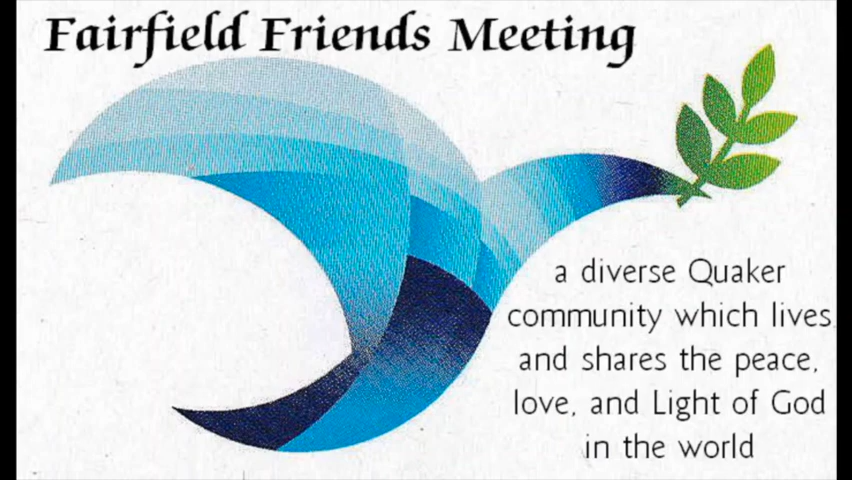 Fairfield Friends Meeting
a diverse Quaker
community which lives
and shares the peace,
love, and Light of God
in the world